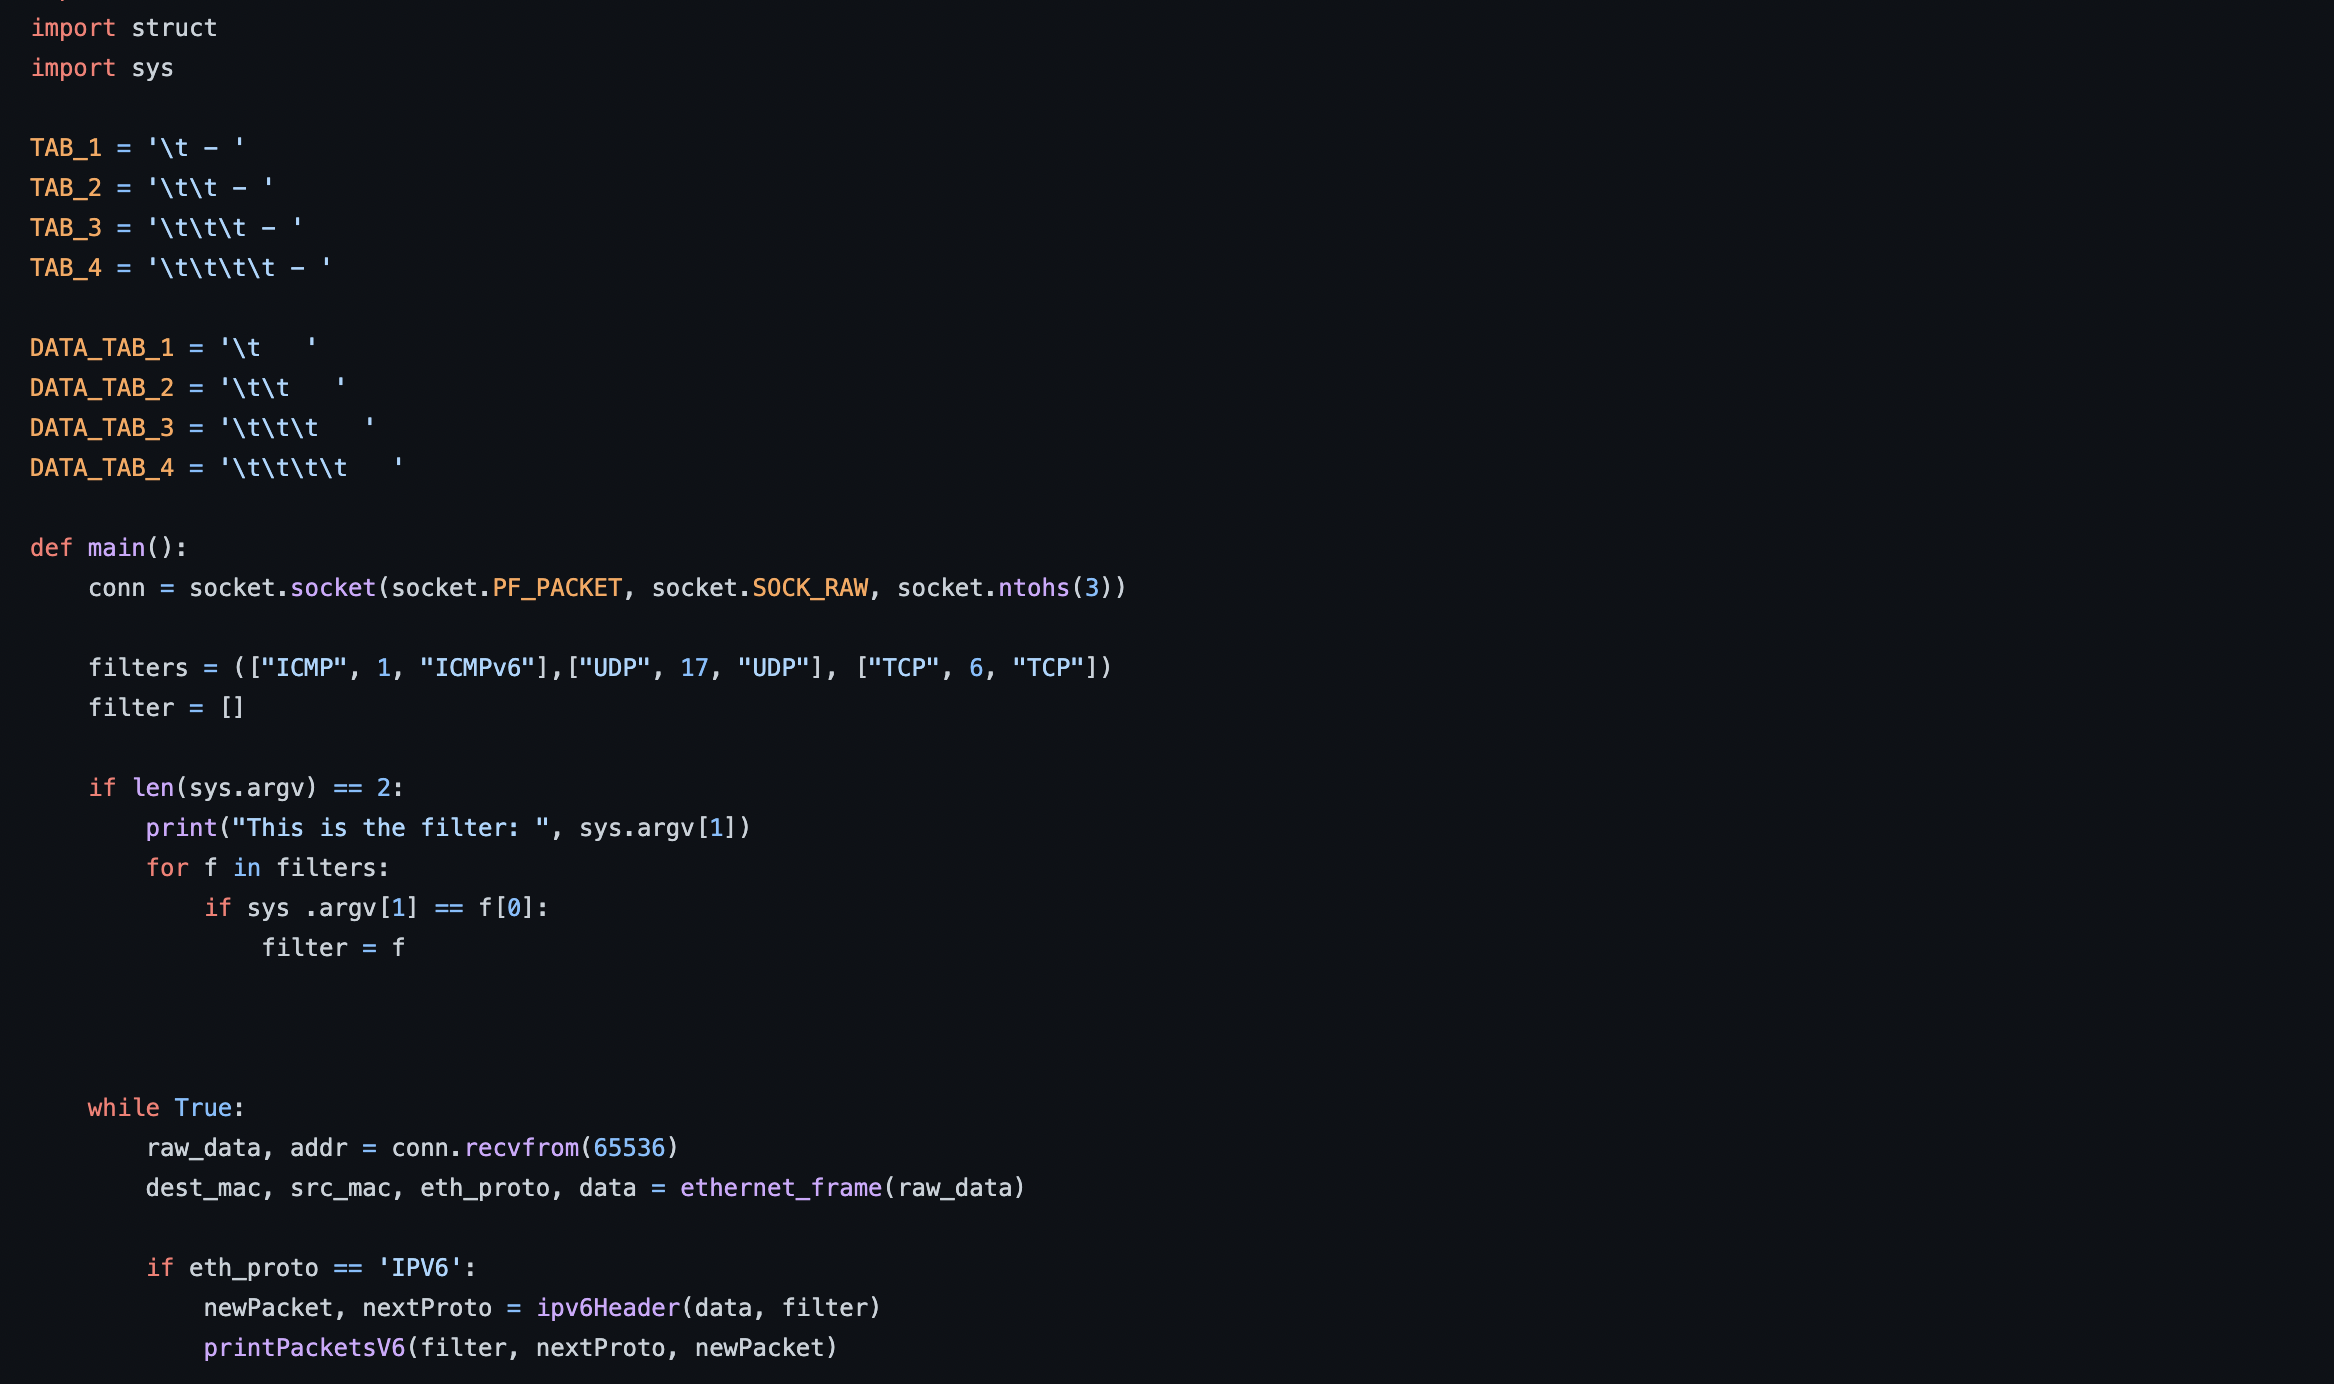 import struct
import sys

TAB_1 = '\t - '
TAB_2 = '\t\t - '
TAB_3 = '\t\t\t - '
TAB_4 = '\t\t\t\t - '

DATA_TAB_1 = '\t   '
DATA_TAB_2 = '\t\t   '
DATA_TAB_3 = '\t\t\t   '
DATA_TAB_4 = '\t\t\t\t   '

def main():
    conn = socket.socket(socket.PF_PACKET, socket.SOCK_RAW, socket.ntohs(3))

    filters = (["ICMP", 1, "ICMPv6"],["UDP", 17, "UDP"], ["TCP", 6, "TCP"])
    filter = []

    if len(sys.argv) == 2:
        print("This is the filter: ", sys.argv[1])
        for f in filters:
            if sys .argv[1] == f[0]:
                filter = f



    while True:
        raw_data, addr = conn.recvfrom(65536)
        dest_mac, src_mac, eth_proto, data = ethernet_frame(raw_data)

        if eth_proto == 'IPV6':
            newPacket, nextProto = ipv6Header(data, filter)
            printPacketsV6(filter, nextProto, newPacket)